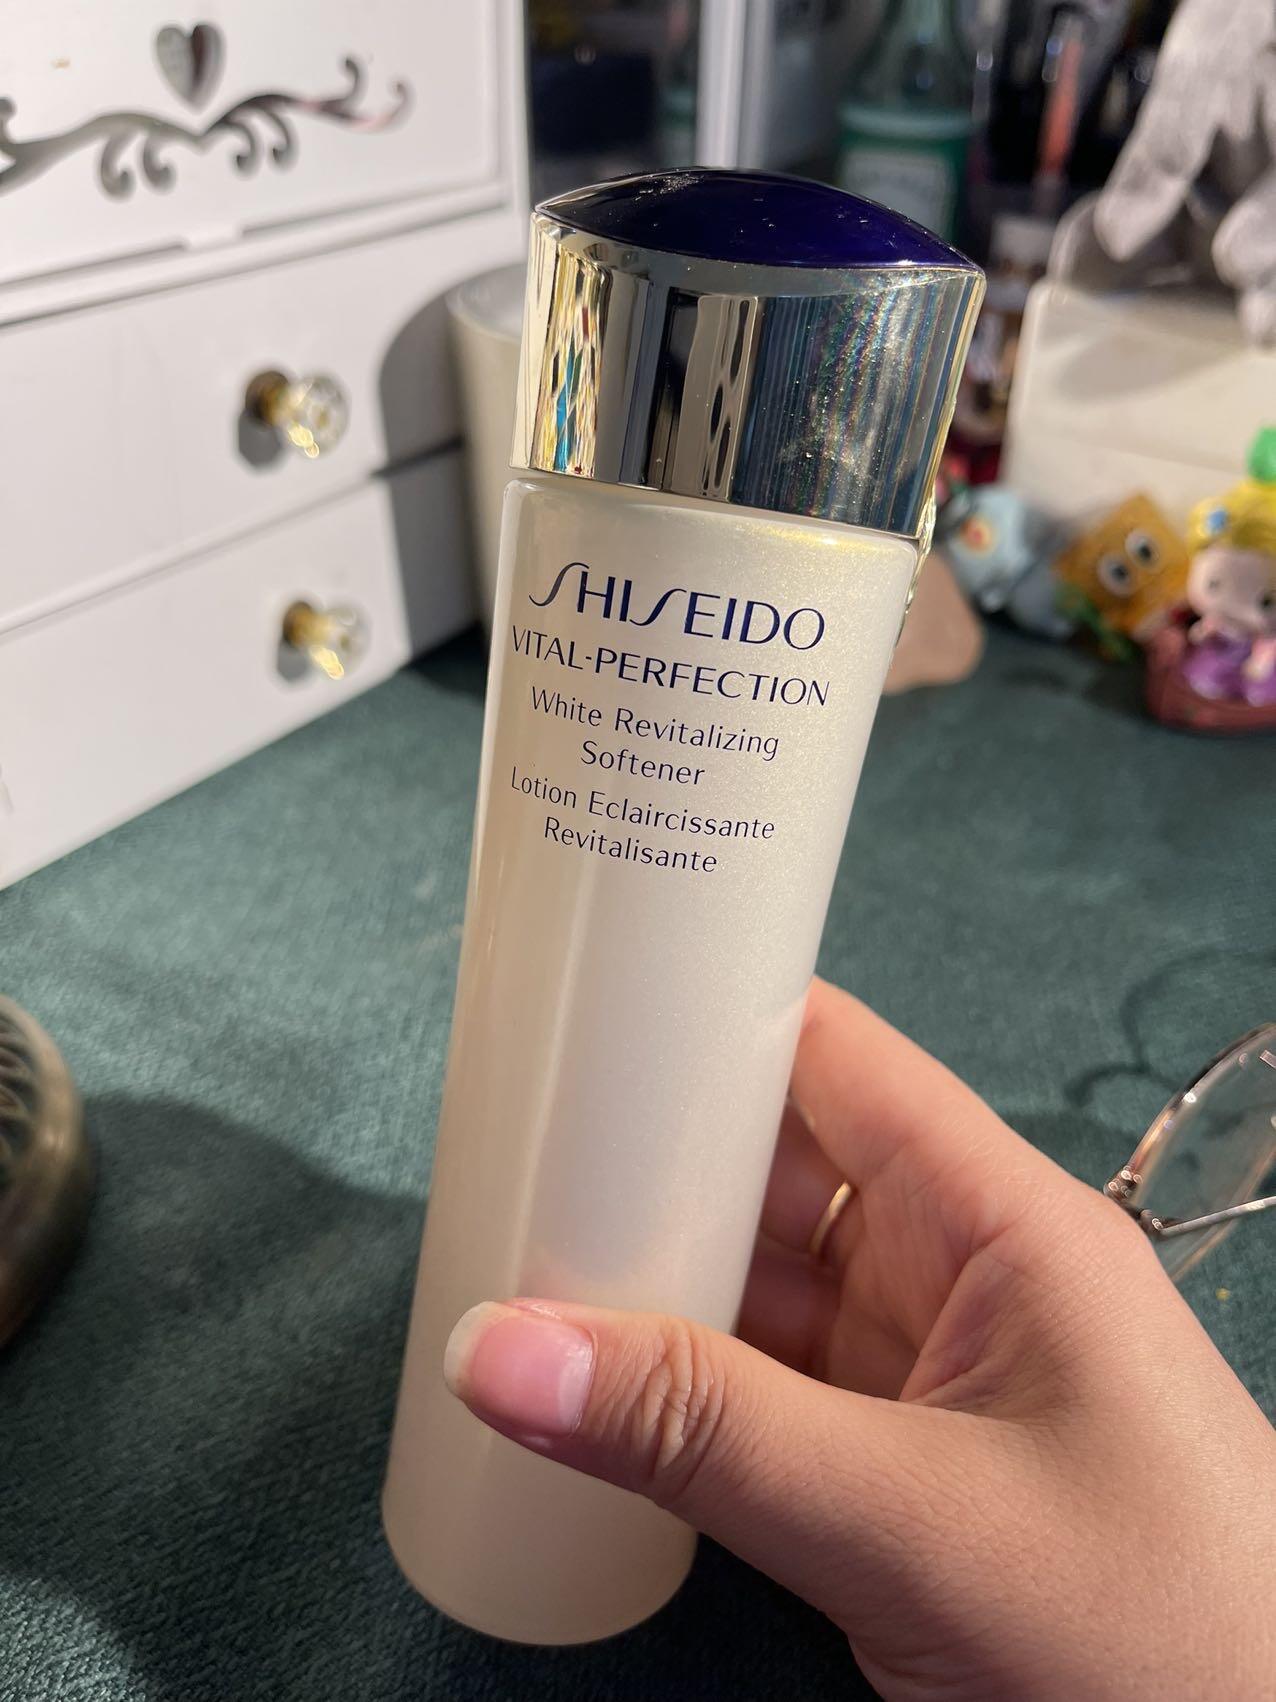 SHISEIDO
VITAL-PERFECTION
White Revitalizing
Softener
Lotion Eclaircissante
Revitalisante